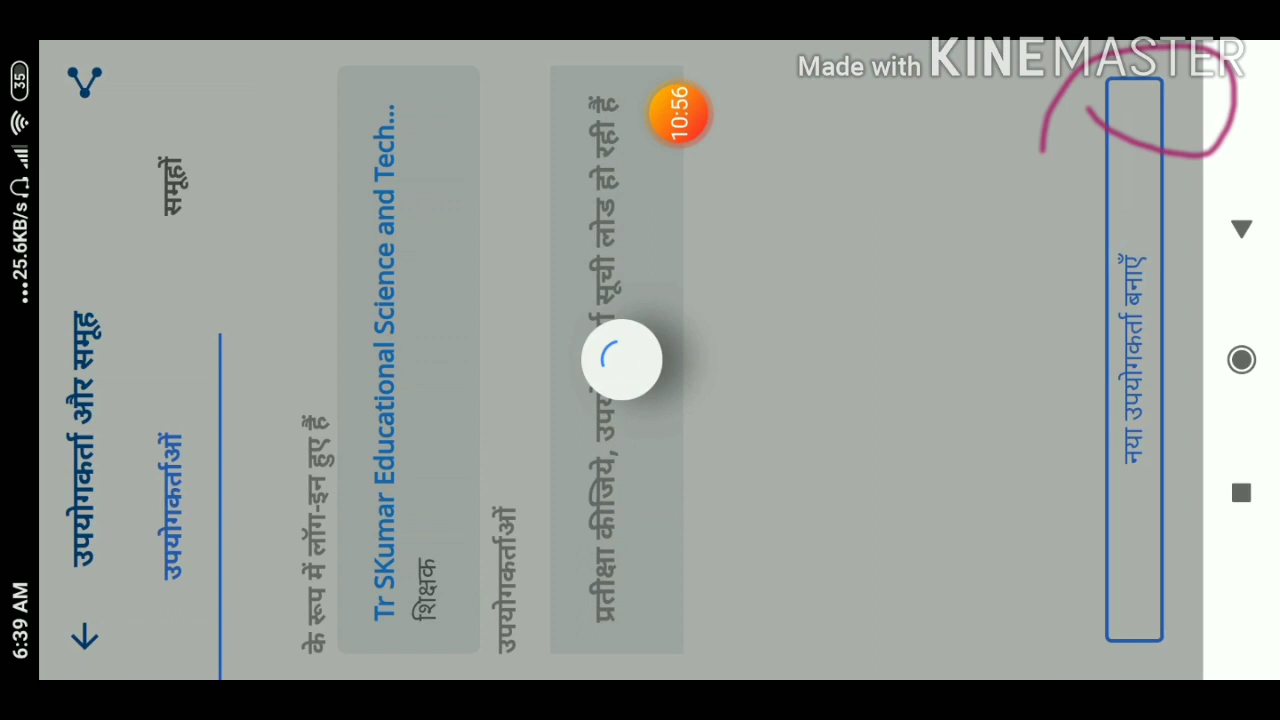 Made with KINEMASTER
6:39 AM
...25.6KB/s 35
उपयोगकर्ता और समूह
उपयोगकर्ताओं समूहों
के रूप में लॉग-इन हुए हैं
Tr SKumar Educational Science and Tech...
शिक्षक
उपयोगकर्ताओं
प्रतीक्षा कीजिये, सूची लोड हो रही है
10:56
नया उपयोगकर्ता बनाएँ